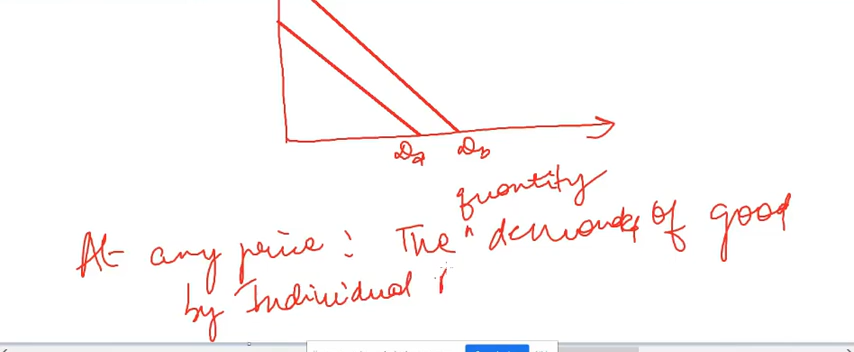 Da Db
quantity
At any price : The ^ demanded of good
by Individual